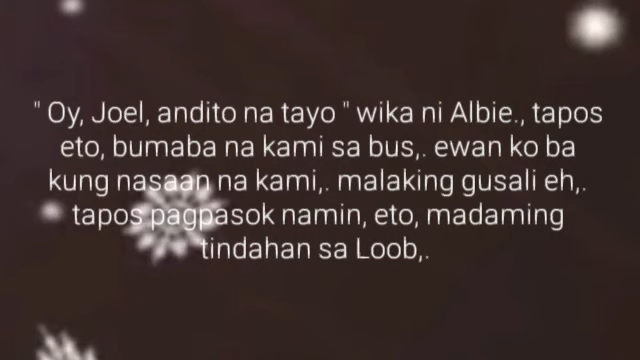 " Oy, Joel, andito na tayo " wika ni Albie., tapos
eto, bumaba na kami sa bus,. ewan ko ba
kung nasaan na kami,. malaking gusali eh,.
tapos pagpasok namin, eto, madaming
tindahan sa Loob,.